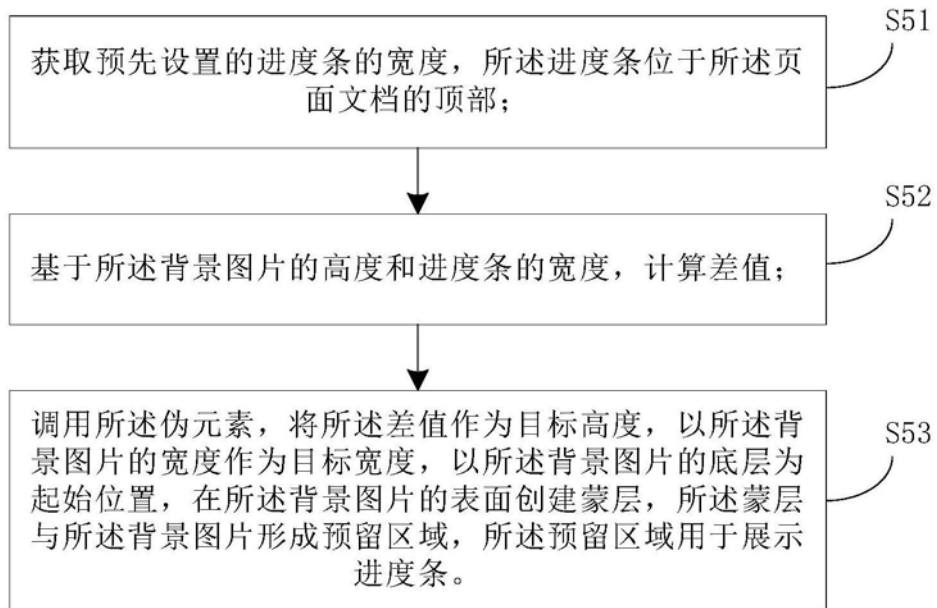 S51
获取预先设置的进度条的宽度，所述进度条位于所述页
面文档的顶部；
S52
基于所述背景图片的高度和进度条的宽度，计算差值；
S53
调用所述伪元素，将所述差值作为目标高度，以所述背
景图片的宽度作为目标宽度，以所述背景图片的底层为
起始位置，在所述背景图片的表面创建蒙层，所述蒙层
与所述背景图片形成预留区域，所述预留区域用于展示
进度条。